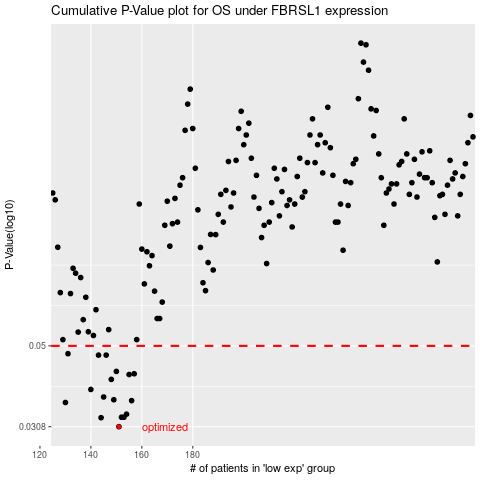 Cumulative P-Value plot for OS under FBRSL1 expression
P-Value(log10)
0.05
0.0308
optimized
120 140 160 180
# of patients in 'low exp' group